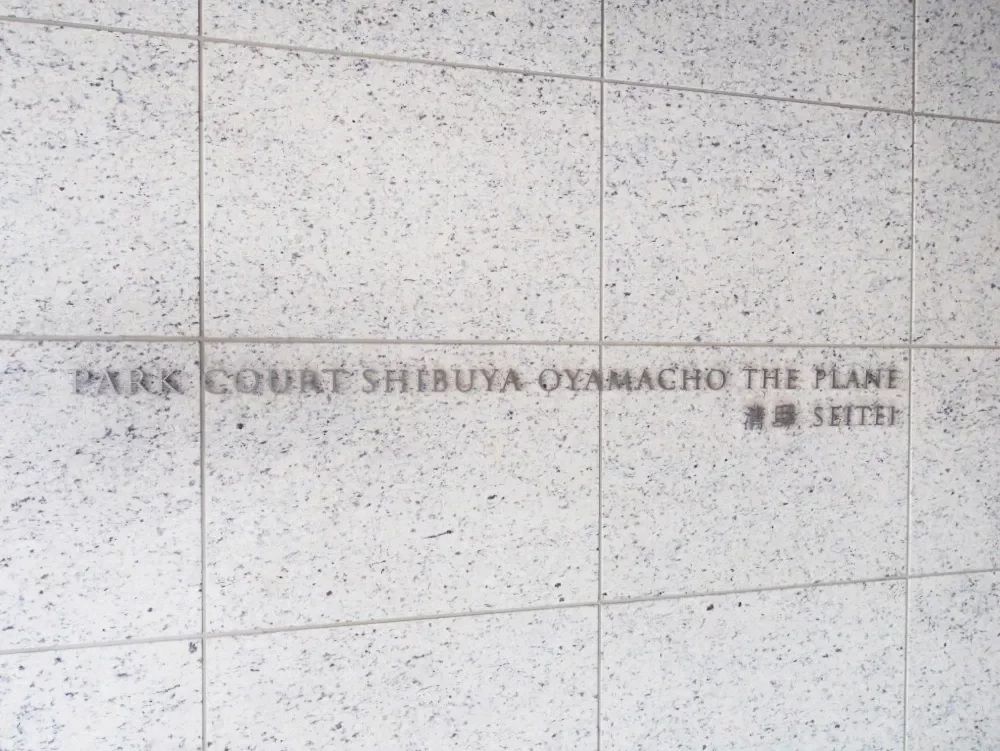 PARK COURT SHIBUYA OYAMACHO THE PLANE
清邸 SEITEI